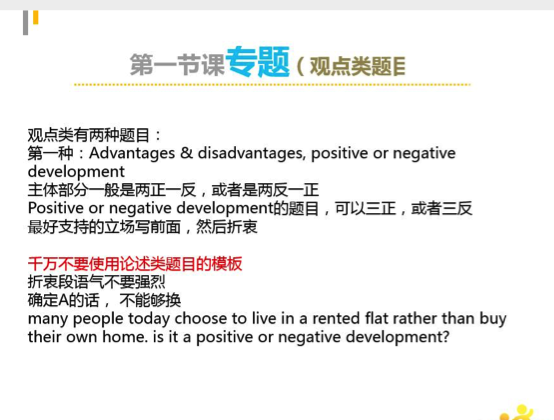 第一节课专题（观点类题目
观点类有两种题目：
第一种：Advantages & disadvantages, positive or negative
development
主体部分一般是两正一反，或者是两反一正
Positive or negative development的题目，可以三正，或者三反
最好支持的立场写前面，然后折衷
千万不要使用论述类题目的模板
折衷段语气不要强烈
确定A的话， 不能够换
many people today choose to live in a rented flat rather than buy
their own home. is it a positive or negative development?